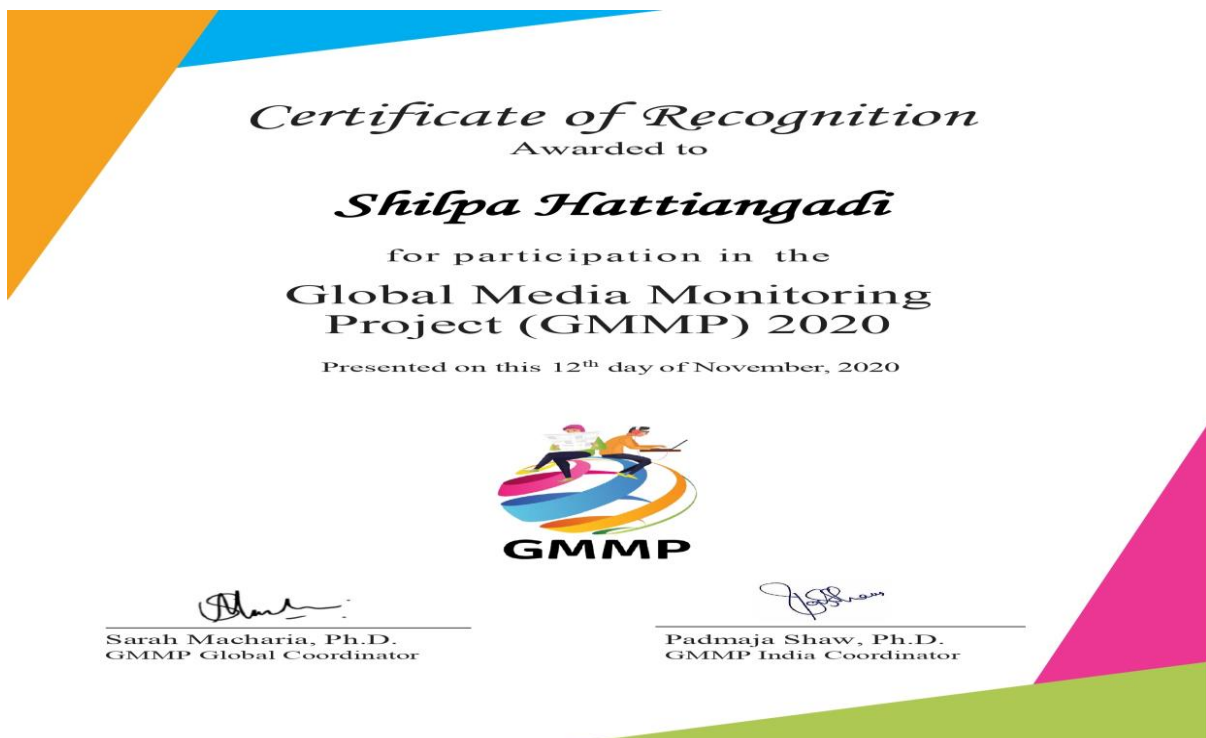 Certificate of Recognition
Awarded to
Shilpa Hattiangadi
for participation in the
Global Media Monitoring
Project (GMMP) 2020
Presented on this 12th day of November, 2020
GMMP
Sarah Macharia, Ph.D.
GMMP Global Coordinator
Padmaja Shaw, Ph.D.
GMMP India Coordinator